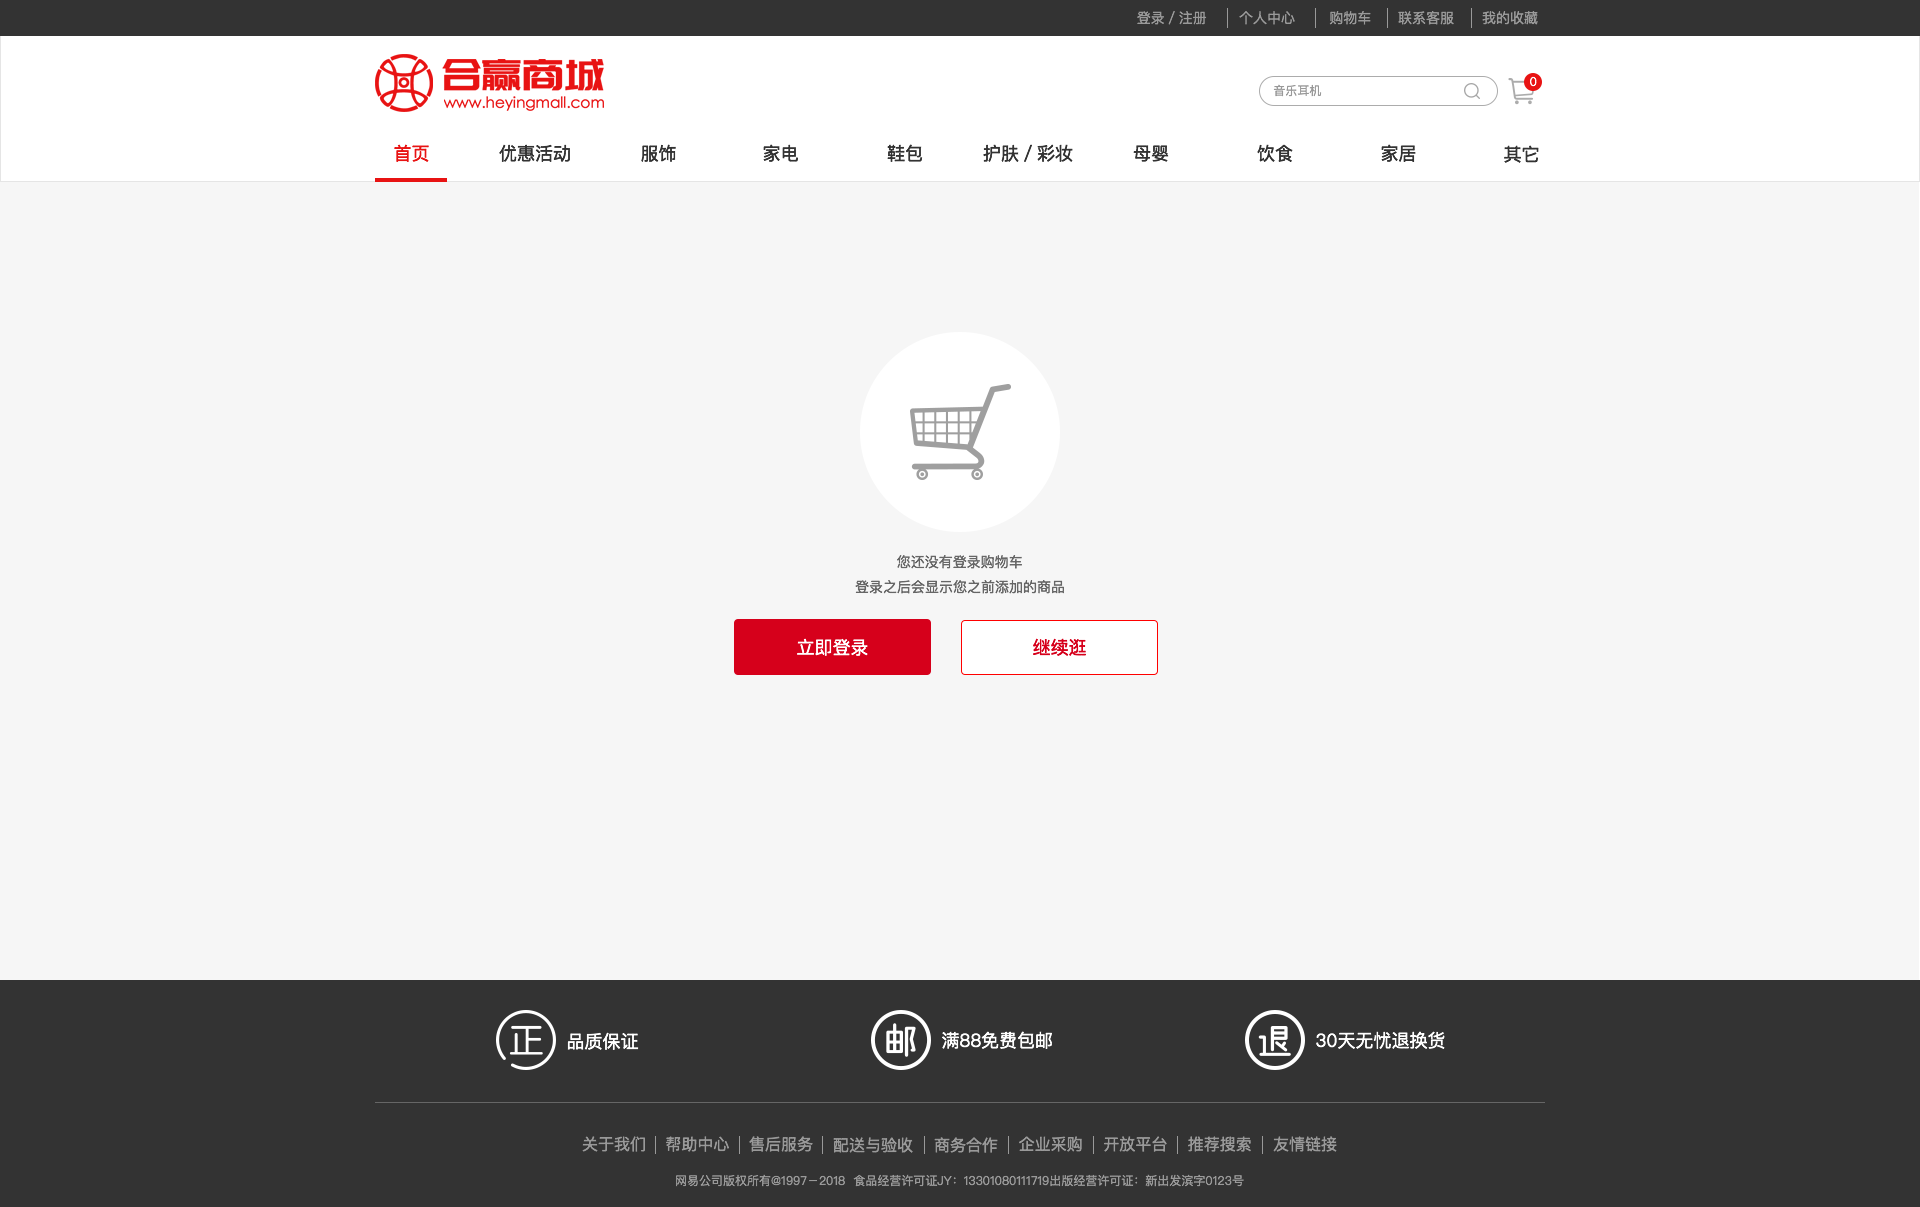 登录 / 注册 个人中心 购物车 联系客服 我的收藏
合赢商城
www.heyingmall.com
音乐耳机
0
首页 优惠活动 服饰 家电 鞋包 护肤 / 彩妆 母婴 饮食 家居 其它
您还没有登录购物车
登录之后会显示您之前添加的商品
立即登录 继续逛
正 品质保证 邮 满88免费包邮 退 30天无忧退换货
关于我们 帮助中心 售后服务 配送与验收 商务合作 企业采购 开放平台 推荐搜索 友情链接
网易公司版权所有@1997－2018 食品经营许可证JY：13301080111719出版经营许可证：新出发滨字0123号